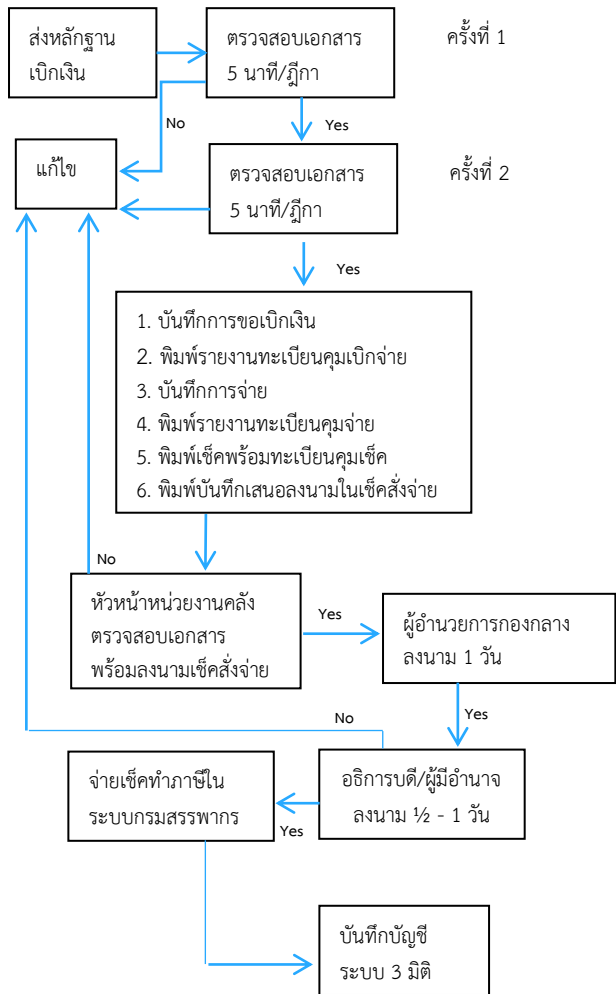 ส่งหลักฐาน
เบิกเงิน
ตรวจสอบเอกสาร
5 นาที/ฎีกา
ครั้งที่ 1
No
Yes
แก้ไข
ตรวจสอบเอกสาร
5 นาที/ฎีกา
ครั้งที่ 2
Yes
1. บันทึกการขอเบิกเงิน
2. พิมพ์รายงานทะเบียนคุมเบิกจ่าย
3. บันทึกการจ่าย
4. พิมพ์รายงานทะเบียนคุมจ่าย
5. พิมพ์เช็คพร้อมทะเบียนคุมเช็ค
6. พิมพ์บันทึกเสนอลงนามในเช็คสั่งจ่าย
No
หัวหน้าหน่วยงานคลัง
ตรวจสอบเอกสาร
พร้อมลงนามเช็คสั่งจ่าย
Yes
ผู้อำนวยการกองกลาง
ลงนาม 1 วัน
No
Yes
จ่ายเช็คทำภาษีใน
ระบบกรมสรรพากร
Yes
อธิการบดี/ผู้มีอำนาจ
ลงนาม ½ - 1 วัน
บันทึกบัญชี
ระบบ 3 มิติ